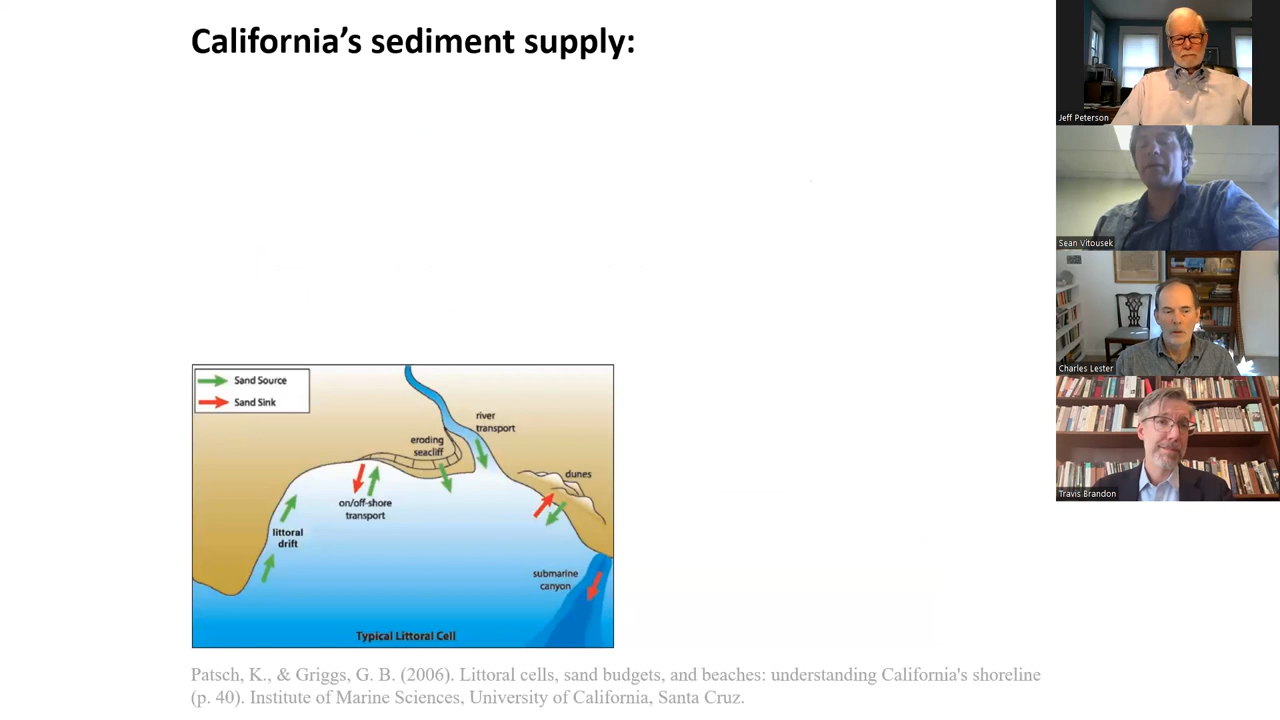 California’s sediment supply:
Jeff Peterson
Sean Vitousek
Charles Lester
Travis Brandon
Sand Source
Sand Sink
river
transport
eroding
seacliff
dunes
on/off-shore
transport
littoral
drift
submarine
canyon
Typical Littoral Cell
Patsch, K., & Griggs, G. B. (2006). Littoral cells, sand budgets, and beaches: understanding California's shoreline
(p. 40). Institute of Marine Sciences, University of California, Santa Cruz.